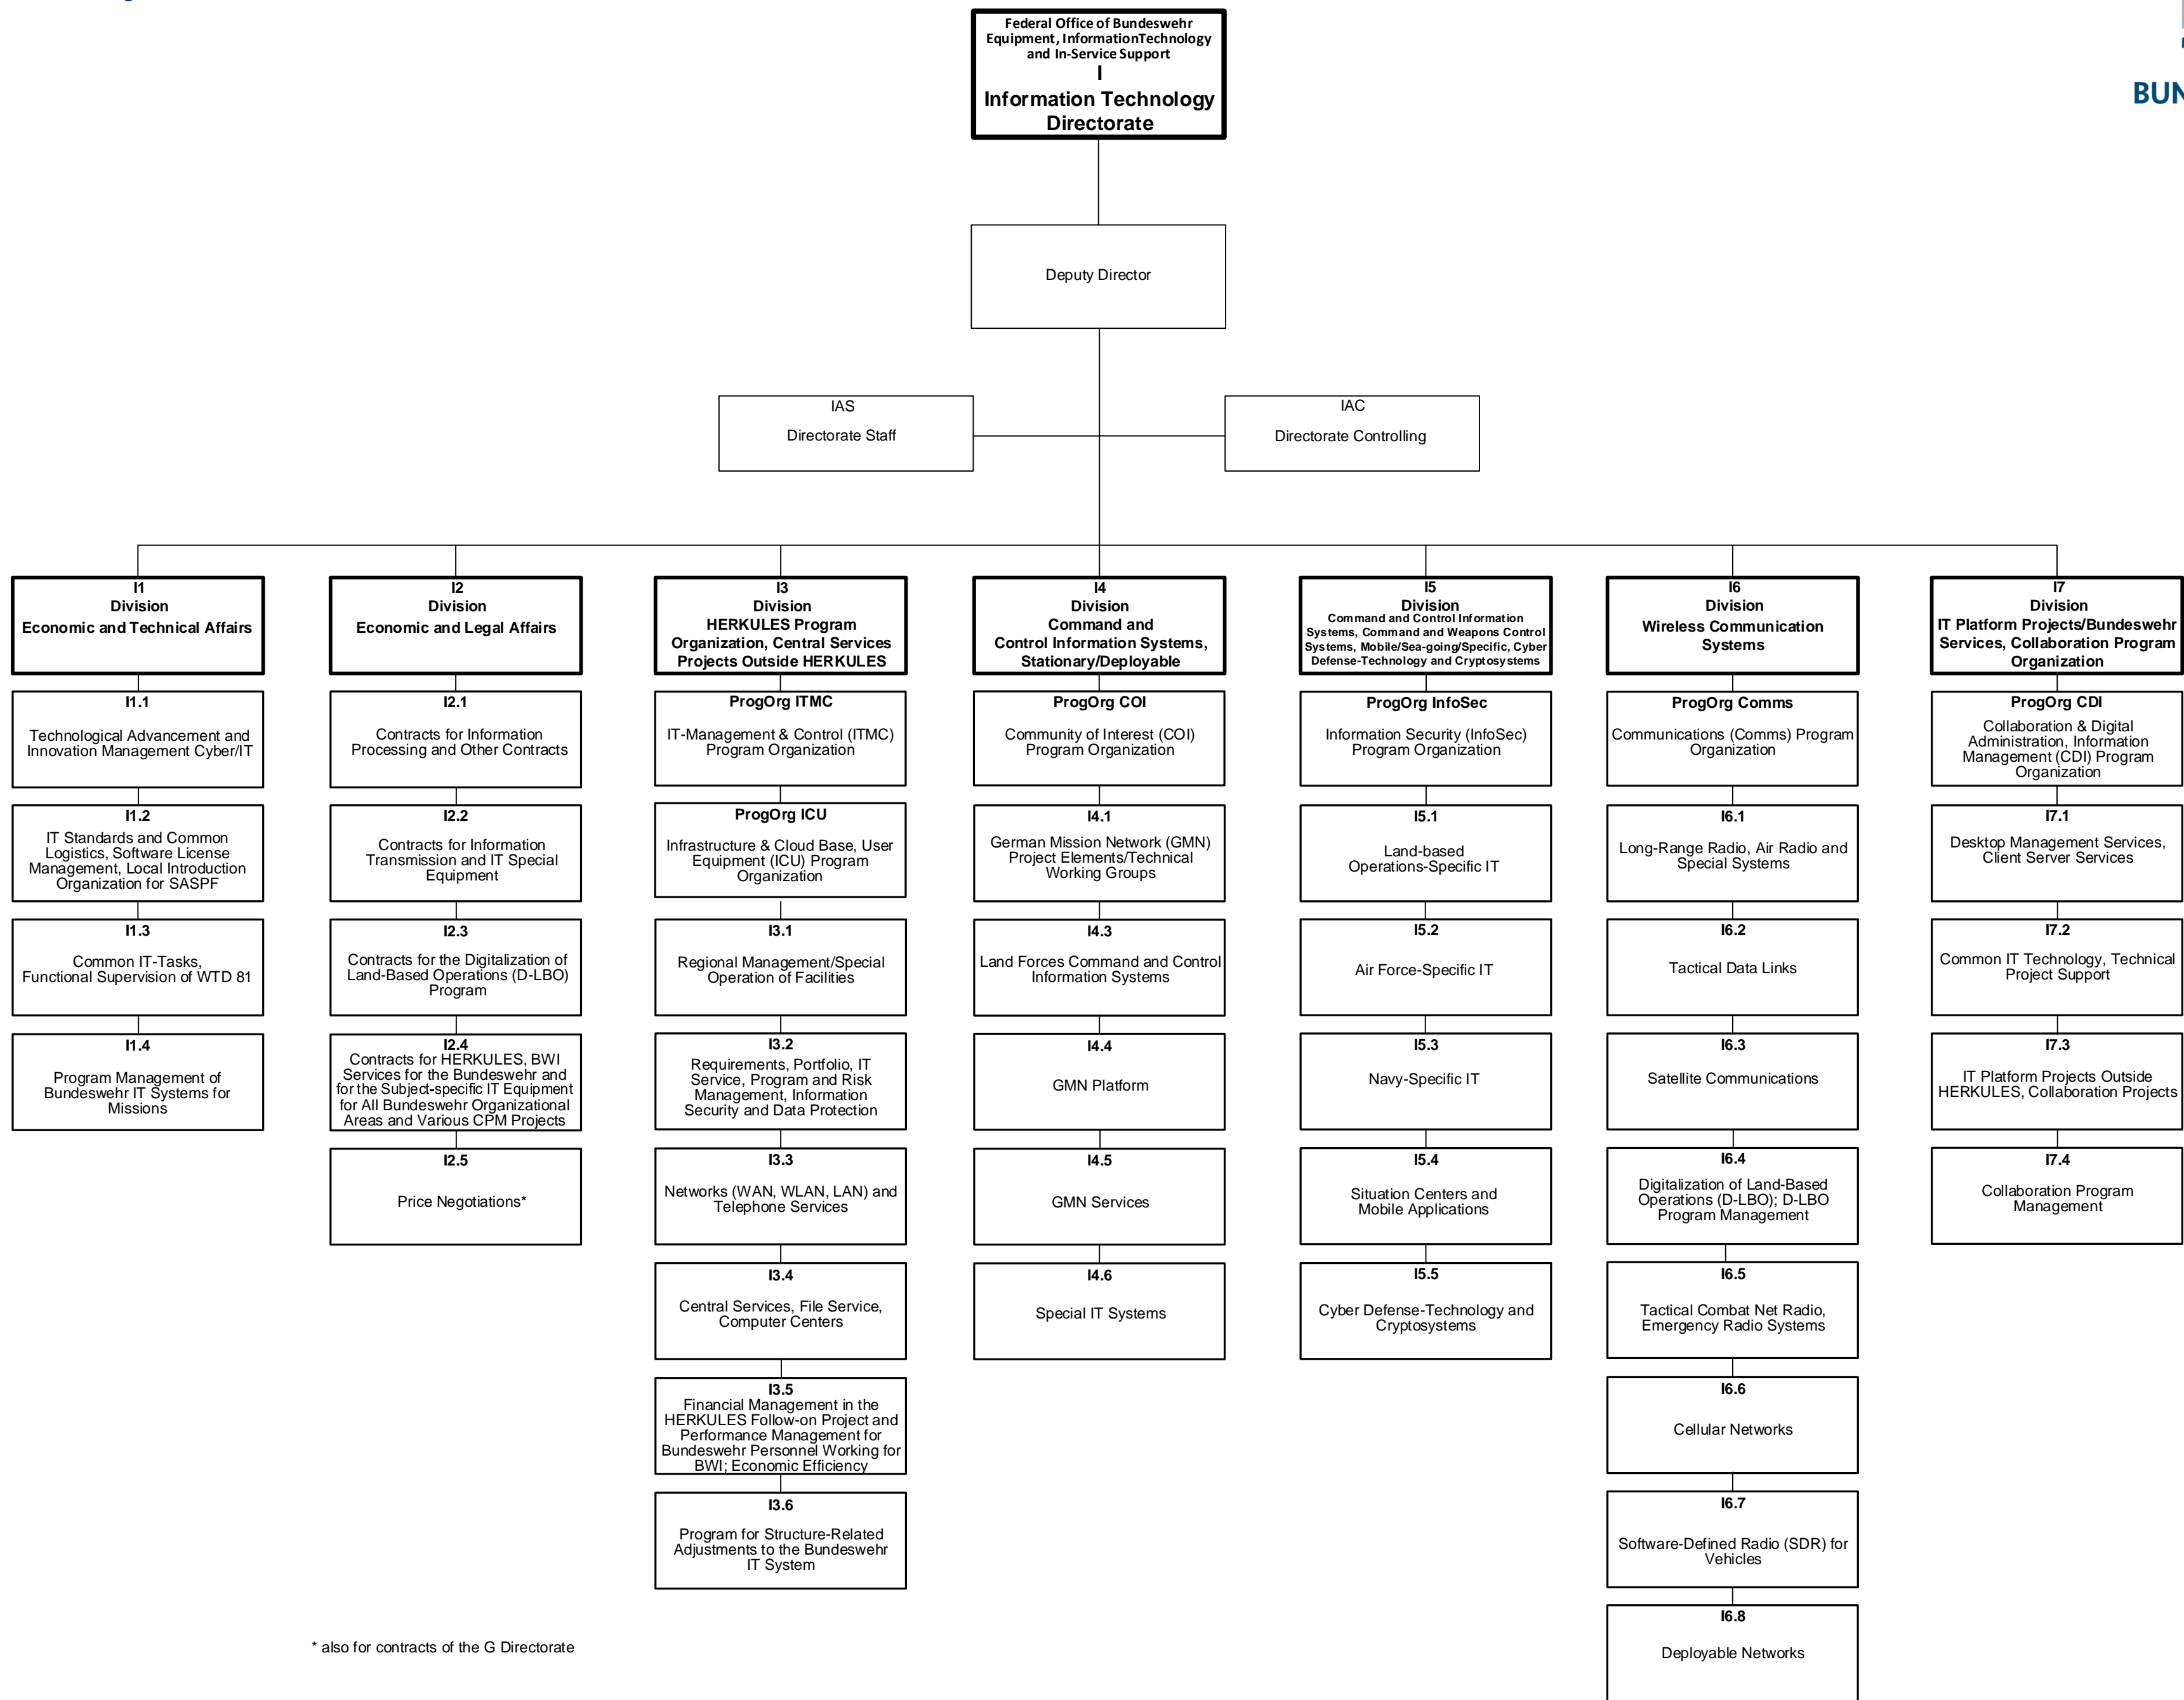 Federal Office of Bundeswehr
Equipment, InformationTechnology
and In-Service Support
I
Information Technology
Directorate
Deputy Director
IAS
Directorate Staff
IAC
Directorate Controlling
I1
Division
Economic and Technical Affairs
I1.1
Technological Advancement and
Innovation Management Cyber/IT
I1.2
IT Standards and Common
Logistics, Software License
Management, Local Introduction
Organization for SASPF
I1.3
Common IT-Tasks,
Functional Supervision of WTD 81
I1.4
Program Management of
Bundeswehr IT Systems for
Missions
I2
Division
Economic and Legal Affairs
I2.1
Contracts for Information
Processing and Other Contracts
I2.2
Contracts for Information
Transmission and IT Special
Equipment
I2.3
Contracts for the Digitalization of
Land-Based Operations (D-LBO)
Program
I2.4
Contracts for HERKULES, BWI
Services for the Bundeswehr and
for the Subject-specific IT Equipment
for All Bundeswehr Organizational
Areas and Various CPM Projects
I2.5
Price Negotiations*
I3
Division
HERKULES Program
Organization, Central Services
Projects Outside HERKULES
ProgOrg ITMC
IT-Management & Control (ITMC)
Program Organization
ProgOrg ICU
Infrastructure & Cloud Base, User
Equipment (ICU) Program
Organization
I3.1
Regional Management/Special
Operation of Facilities
I3.2
Requirements, Portfolio, IT
Service, Program and Risk
Management, Information
Security and Data Protection
I3.3
Networks (WAN, WLAN, LAN) and
Telephone Services
I3.4
Central Services, File Service,
Computer Centers
I3.5
Financial Management in the
HERKULES Follow-on Project and
Performance Management for
Bundeswehr Personnel Working for
BWI; Economic Efficiency
I3.6
Program for Structure-Related
Adjustments to the Bundeswehr
IT System
I4
Division
Command and
Control Information Systems,
Stationary/Deployable
ProgOrg COI
Community of Interest (COI)
Program Organization
I4.1
German Mission Network (GMN)
Project Elements/Technical
Working Groups
I4.3
Land Forces Command and Control
Information Systems
I4.4
GMN Platform
I4.5
GMN Services
I4.6
Special IT Systems
I5
Division
Command and Control Information
Systems, Command and Weapons Control
Systems, Mobile/Sea-going/Specific, Cyber
Defense-Technology and Cryptosystems
ProgOrg InfoSec
Information Security (InfoSec)
Program Organization
I5.1
Land-based
Operations-Specific IT
I5.2
Air Force-Specific IT
I5.3
Navy-Specific IT
I5.4
Situation Centers and
Mobile Applications
I5.5
Cyber Defense-Technology and
Cryptosystems
I6
Division
Wireless Communication
Systems
ProgOrg Comms
Communications (Comms) Program
Organization
I6.1
Long-Range Radio, Air Radio and
Special Systems
I6.2
Tactical Data Links
I6.3
Satellite Communications
I6.4
Digitalization of Land-Based
Operations (D-LBO); D-LBO
Program Management
I6.5
Tactical Combat Net Radio,
Emergency Radio Systems
I6.6
Cellular Networks
I6.7
Software-Defined Radio (SDR) for
Vehicles
I6.8
Deployable Networks
I7
Division
IT Platform Projects/Bundeswehr
Services, Collaboration Program
Organization
ProgOrg CDI
Collaboration & Digital
Administration, Information
Management (CDI) Program
Organization
I7.1
Desktop Management Services,
Client Server Services
I7.2
Common IT Technology, Technical
Project Support
I7.3
IT Platform Projects Outside
HERKULES, Collaboration Projects
I7.4
Collaboration Program
Management
* also for contracts of the G Directorate
BUN